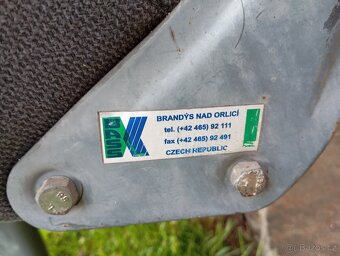 BRANDÝS NAD ORLICÍ
tel. (+42 465) 92 111
fax (+42 465) 92 491
CZECH REPUBLIC